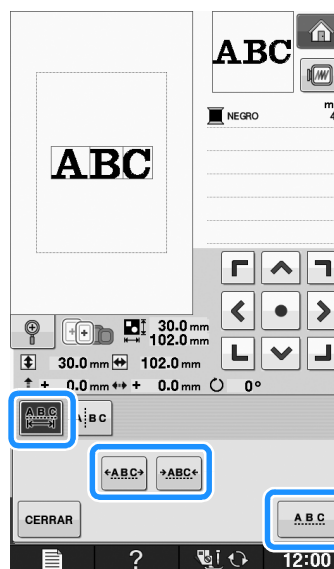 ABC
NEGRO
ABC
30.0 mm
102.0 mm
30.0 mm 102.0 mm
+ 0.0 mm + 0.0 mm 0°
ABC BC
ABC ABC
CERRAR ABC
? 12:00